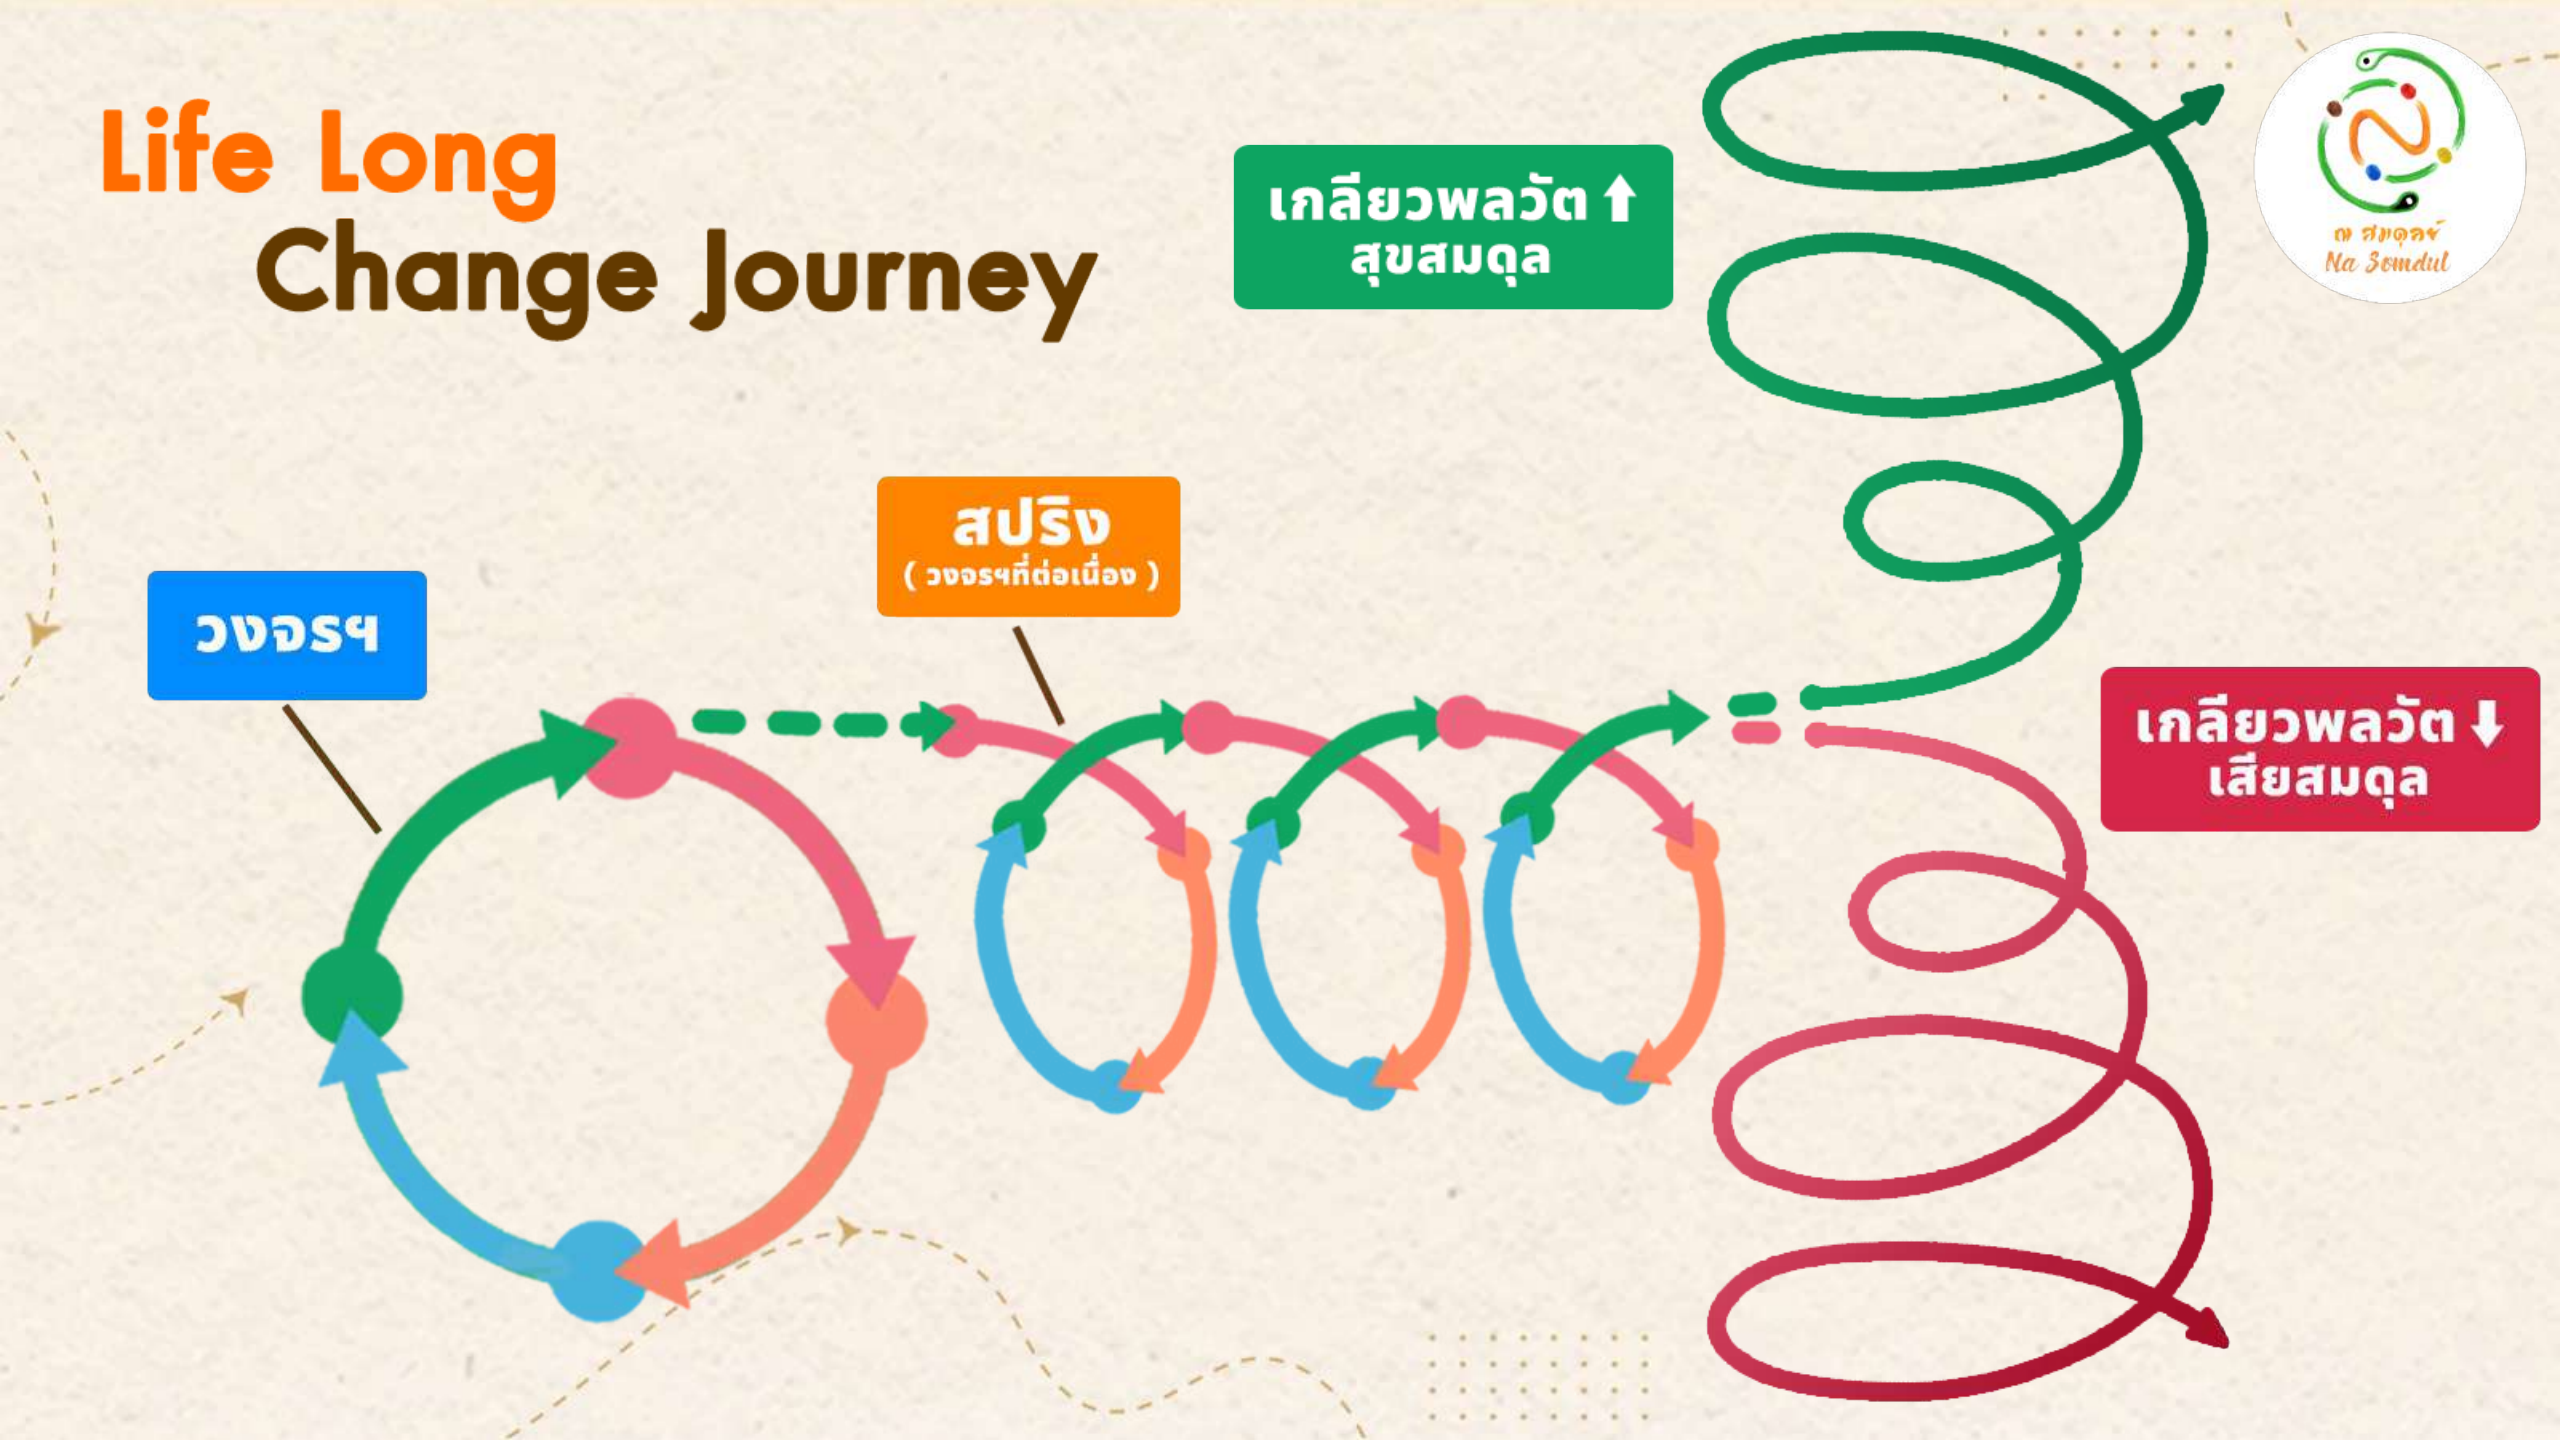 Life Long
Change Journey
เกลียวพลวัต
สุขสมดุล
ณ สมดุลย์
Na Somdul
สปริง
( วงจรฯที่ต่อเนื่อง )
วงจรฯ
เกลียวพลวัต
เสียสมดุล